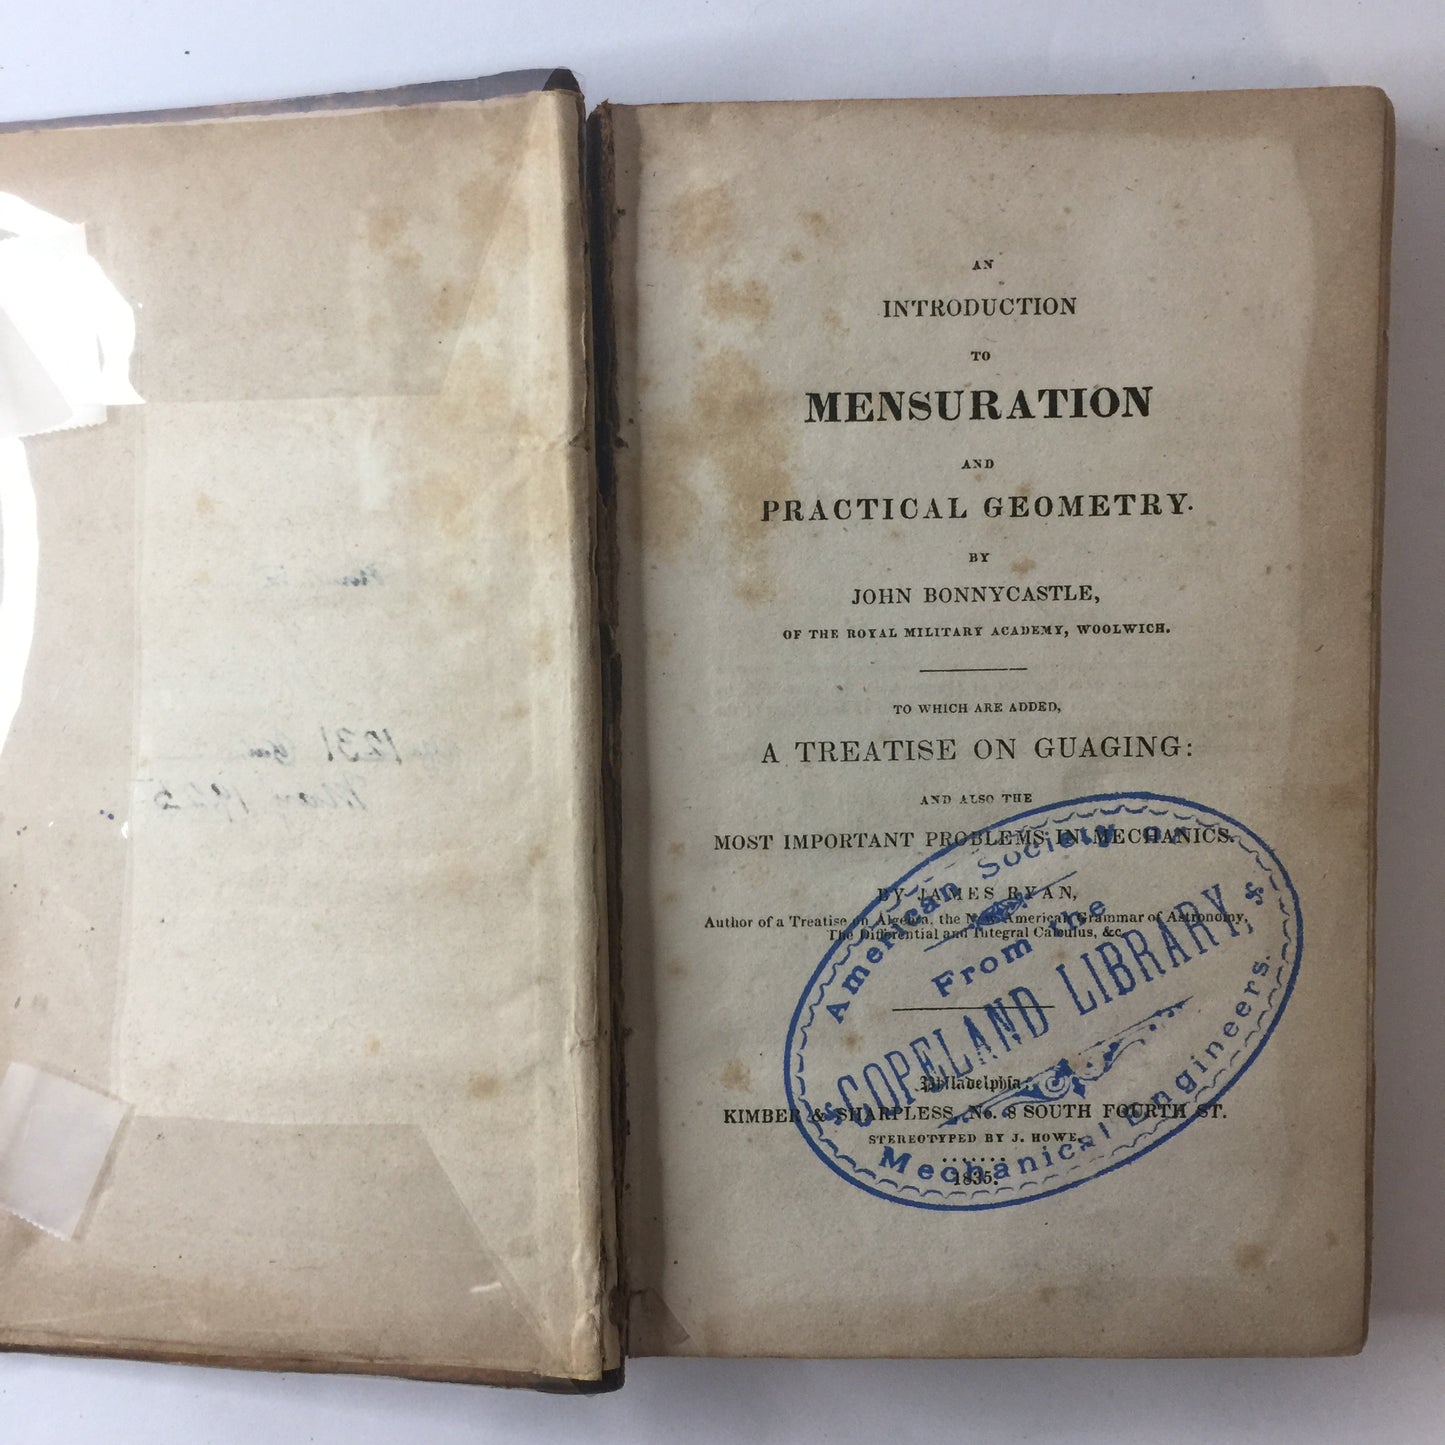 AN
INTRODUCTION
TO
MENSURATION
AND
PRACTICAL GEOMETRY.
BY
JOHN BONNYCASTLE,
OF THE ROYAL MILITARY ACADEMY, WOOLWICH.
TO WHICH ARE ADDED,
A TREATISE ON GUAGING:
AND ALSO THE
MOST IMPORTANT PROBLEMS IN MECHANICS.
BY JAMES RYAN,
Author of a Treatise on Algebra, the New American Grammar of Astronomy,
The Differential and Integral Calculus, &c.
Philadelphia:
KIMBER & SHARPLESS, No. 8 SOUTH FOURTH ST.
STEREOTYPED BY J. HOWE.
1835.
American Society of
From the
COPELAND LIBRARY,
Mechanical Engineers.
1231